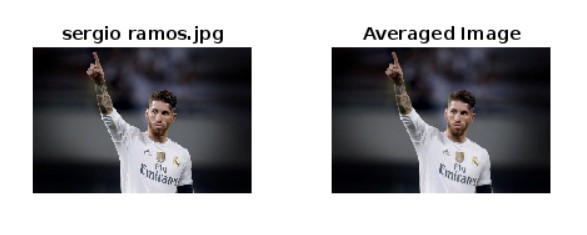 sergio ramos.jpg
Averaged Image
Fly
Emirates
Fly
Emirates